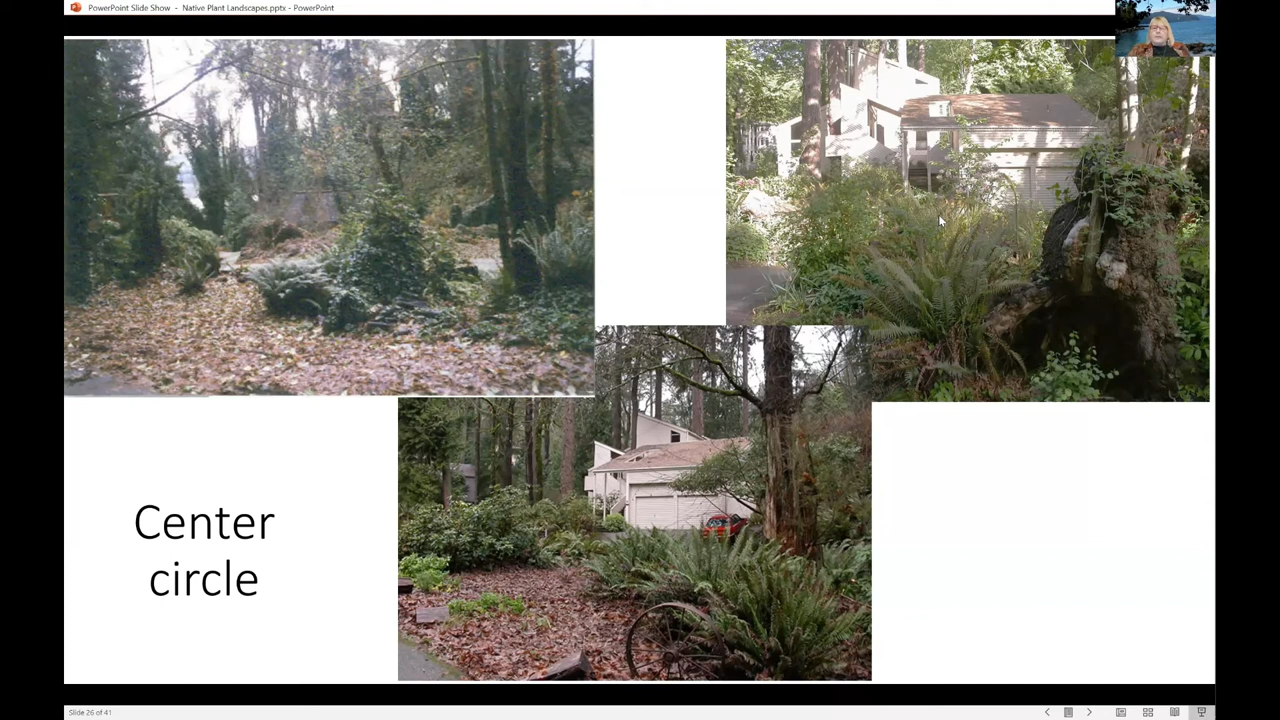 PowerPoint Slide Show - Native Plant Landscapes.pptx - PowerPoint
Center
circle
Slide 26 of 41